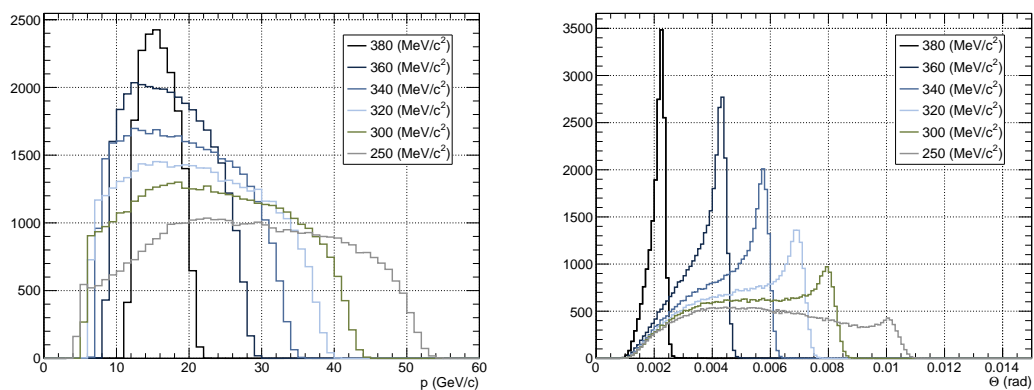 2500
2000
1500
1000
500
0
0 10 20 30 40 50 60
p (GeV/c)
380 (MeV/c²)
360 (MeV/c²)
340 (MeV/c²)
320 (MeV/c²)
300 (MeV/c²)
250 (MeV/c²)
3500
3000
2500
2000
1500
1000
500
0
0 0.002 0.004 0.006 0.008 0.01 0.012 0.014
Θ (rad)
380 (MeV/c²)
360 (MeV/c²)
340 (MeV/c²)
320 (MeV/c²)
300 (MeV/c²)
250 (MeV/c²)